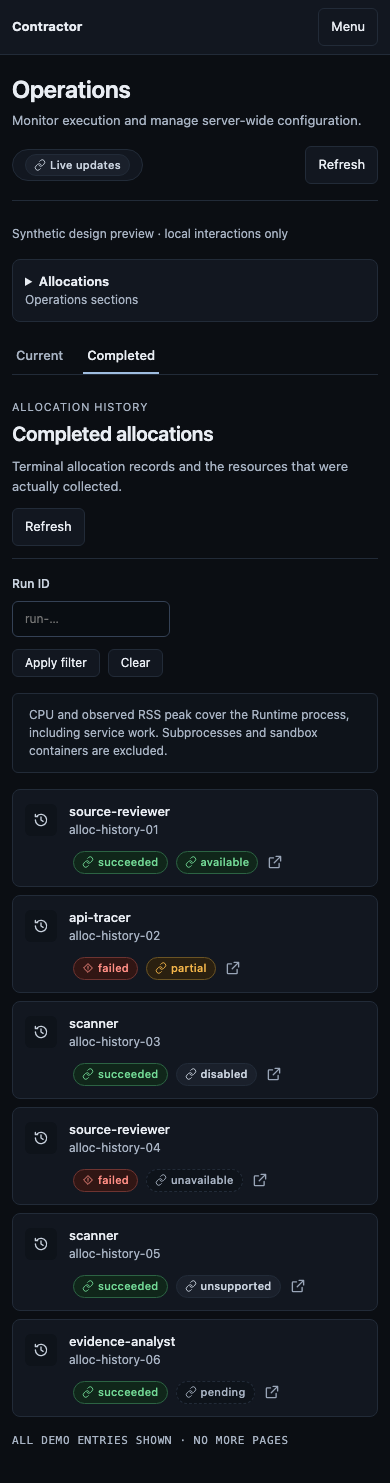 Contractor
Menu
Operations
Monitor execution and manage server-wide configuration.
Live updates
Refresh
Synthetic design preview · local interactions only
Allocations
Operations sections
Current
Completed
ALLOCATION HISTORY
Completed allocations
Terminal allocation records and the resources that were
actually collected.
Refresh
Run ID
run-…
Apply filter
Clear
CPU and observed RSS peak cover the Runtime process,
including service work. Subprocesses and sandbox
containers are excluded.
source-reviewer
alloc-history-01
succeeded
available
api-tracer
alloc-history-02
failed
partial
scanner
alloc-history-03
succeeded
disabled
source-reviewer
alloc-history-04
failed
unavailable
scanner
alloc-history-05
succeeded
unsupported
evidence-analyst
alloc-history-06
succeeded
pending
ALL DEMO ENTRIES SHOWN · NO MORE PAGES